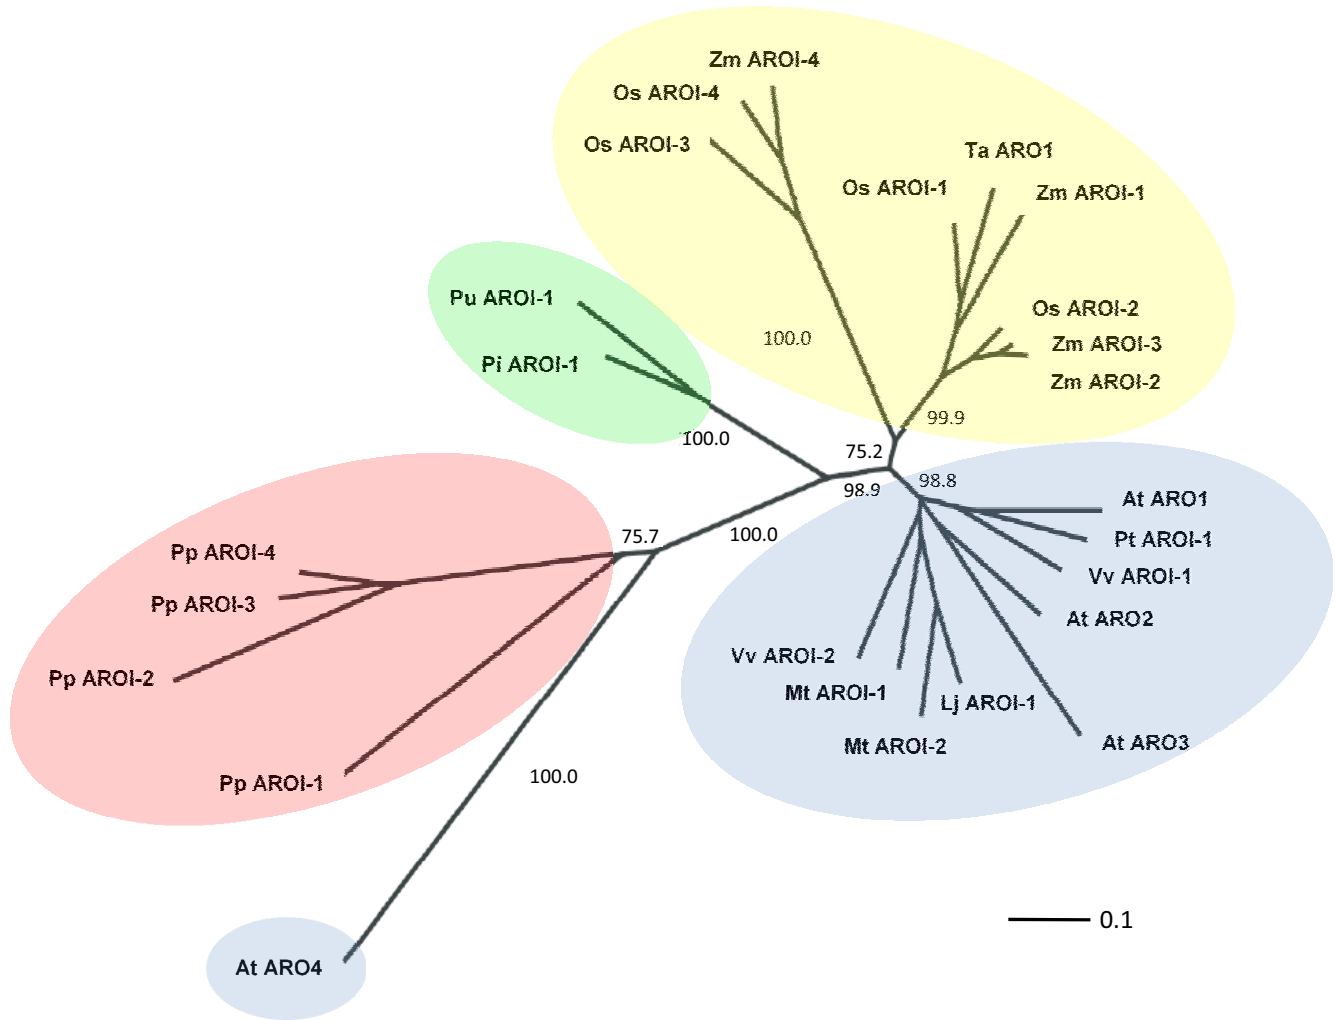 Zm AROI-4
Os AROI-4
Os AROI-3
Ta ARO1
Os AROI-1
Zm AROI-1
Pu AROI-1
Os AROI-2
100.0
Zm AROI-3
Pi AROI-1
Zm AROI-2
99.9
100.0
75.2
98.9
98.8
At ARO1
75.7
100.0
Pt AROI-1
Pp AROI-4
Vv AROI-1
Pp AROI-3
At ARO2
Vv AROI-2
Pp AROI-2
Mt AROI-1
Lj AROI-1
Mt AROI-2
At ARO3
Pp AROI-1
100.0
0.1
At ARO4